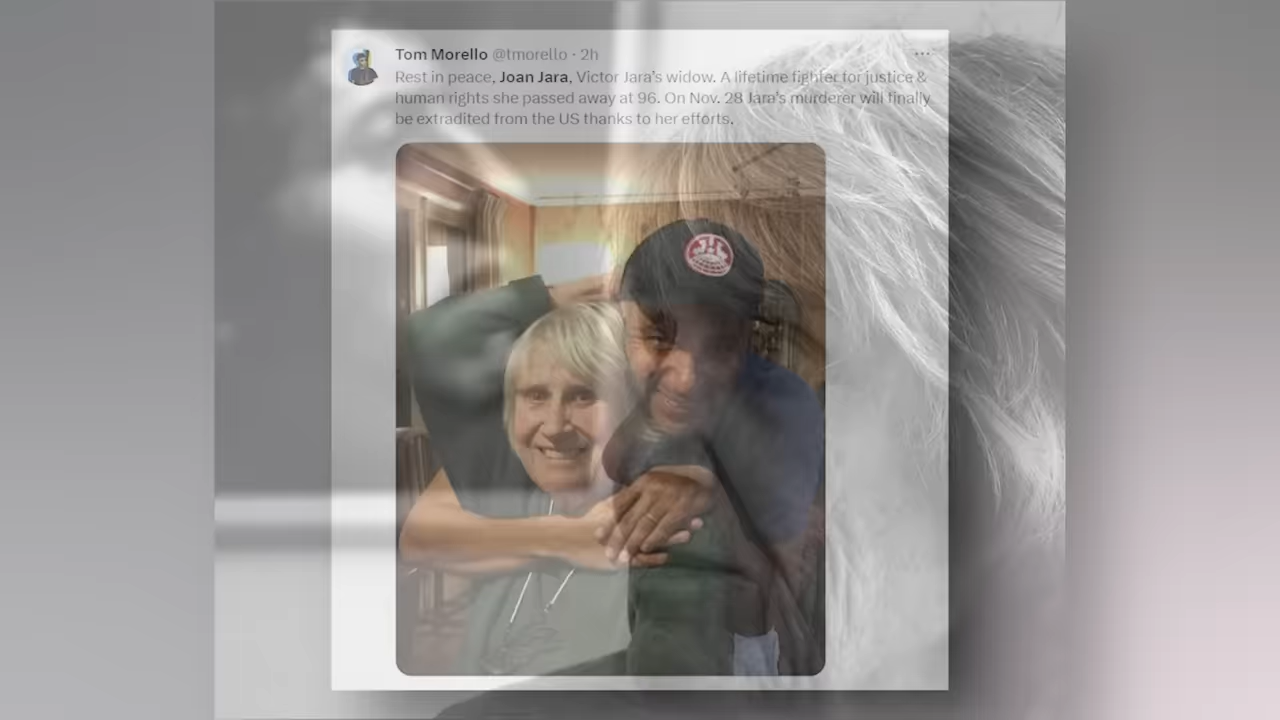 Tom Morello @tmorello · 2h
Rest in peace, Joan Jara, Victor Jara's widow. A lifetime fighter for justice &
human rights she passed away at 96. On Nov. 28 Jara's murderer will finally
be extradited from the US thanks to her efforts.